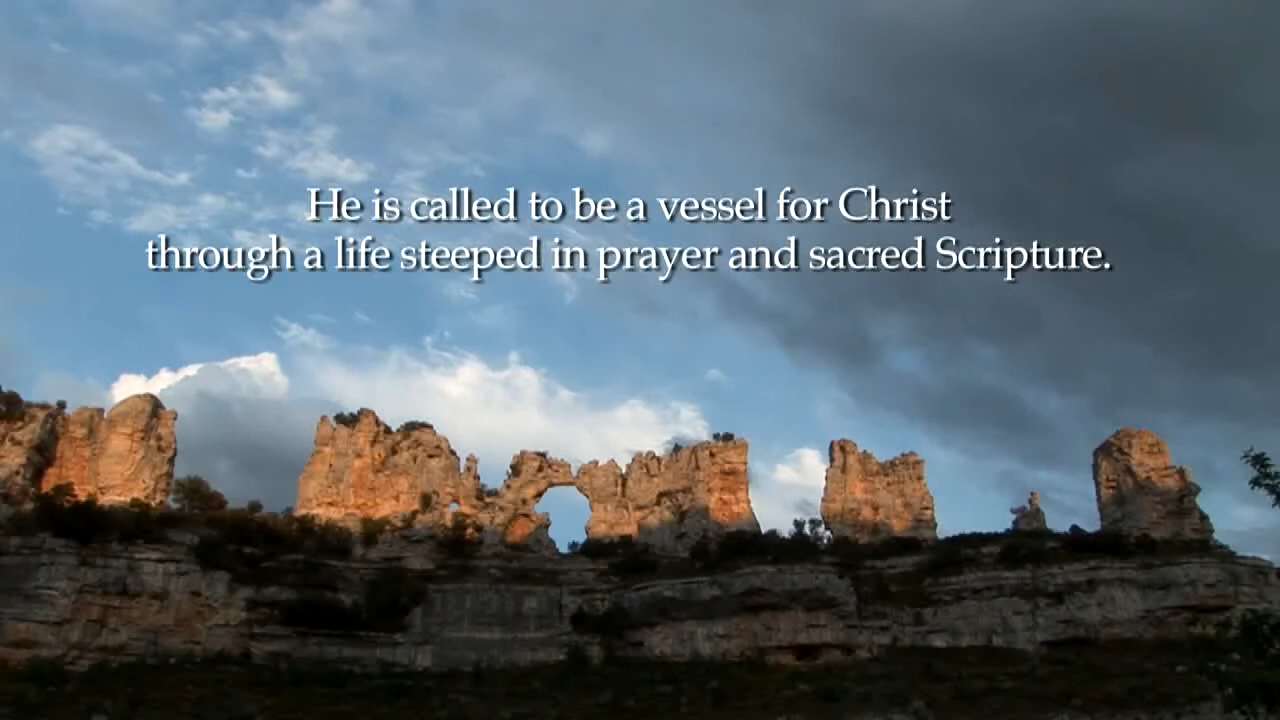 He is called to be a vessel for Christ
through a life steeped in prayer and sacred Scripture.